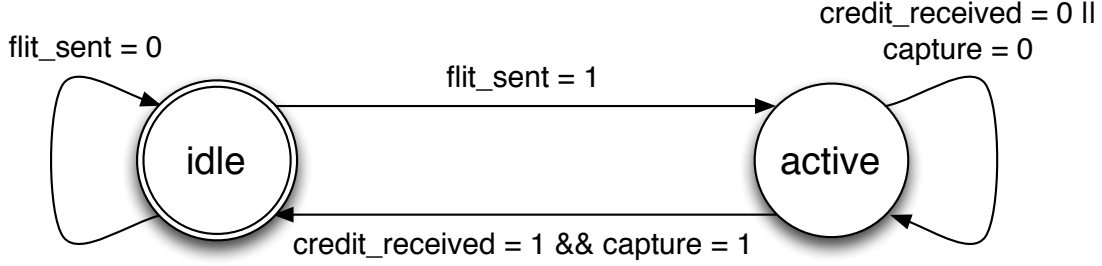 credit_received = 0 ||
flit_sent = 0
capture = 0
flit_sent = 1
idle
active
credit_received = 1 && capture = 1